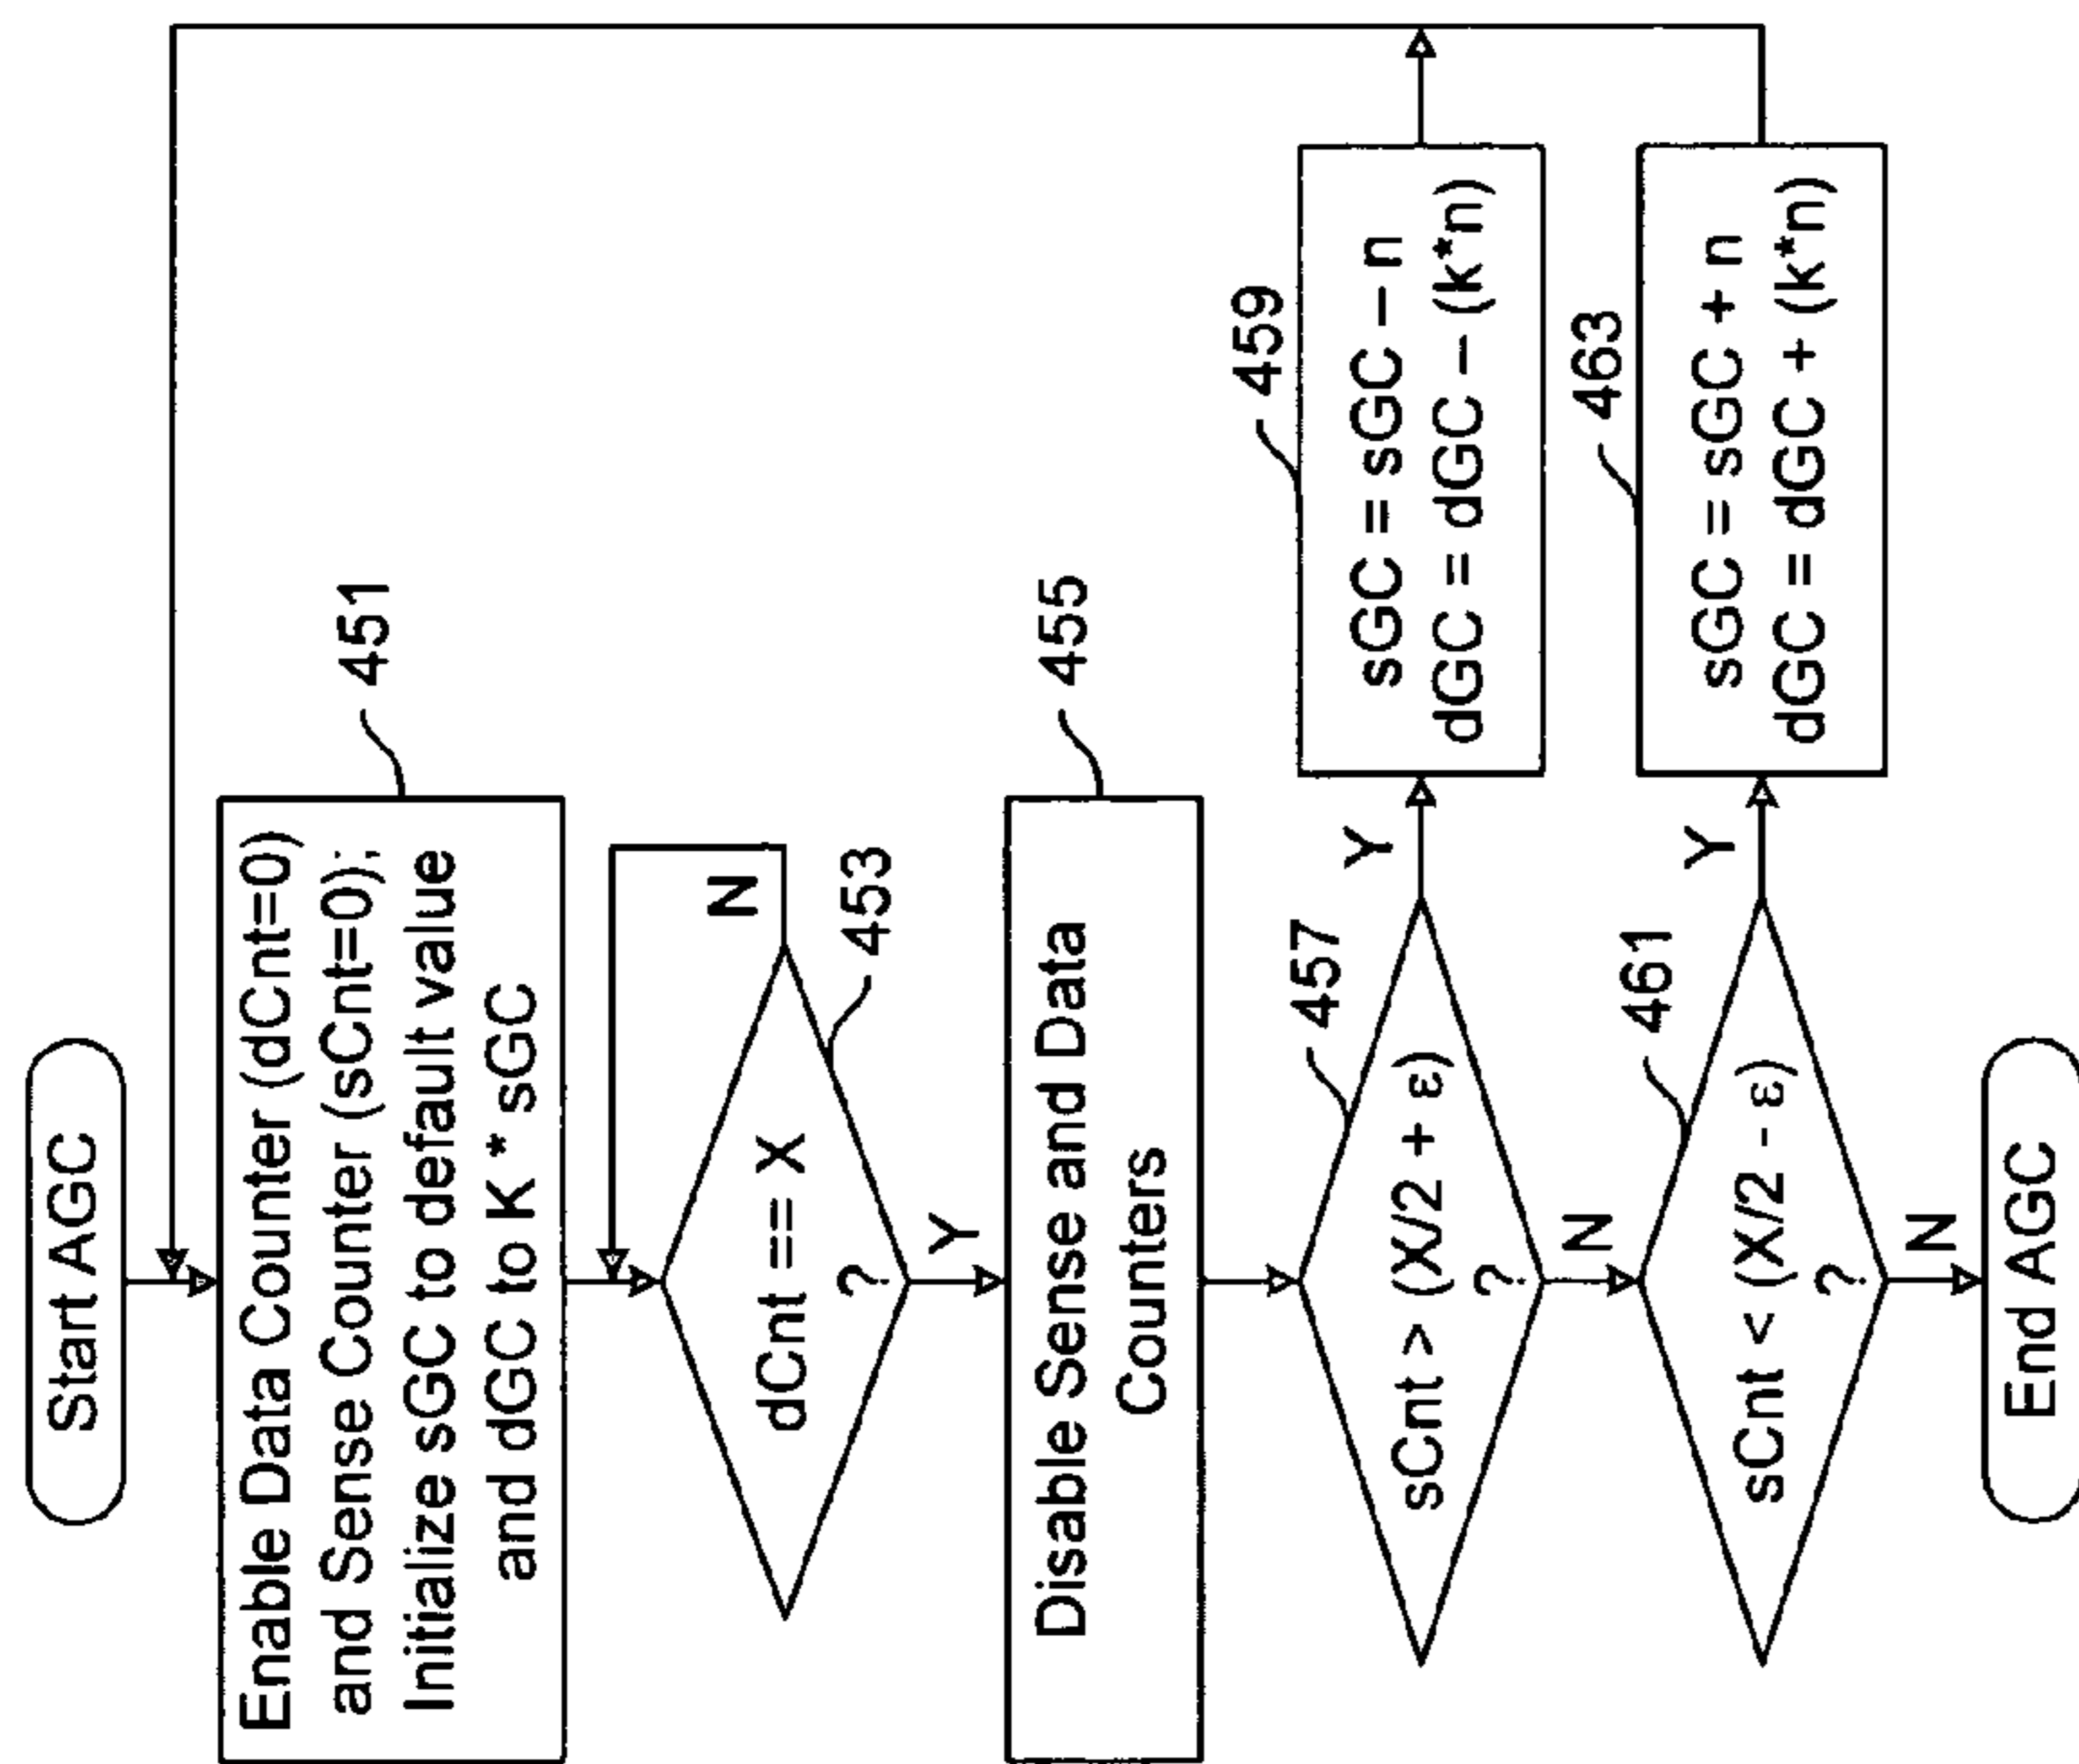 Start AGC
451
Enable Data Counter (dCnt=0)
and Sense Counter (sCnt=0);
Initialize sGC to default value
and dGC to K * sGC
N
453
dCnt == X
?
Y
455
Disable Sense and Data
Counters
457
sCnt > (X/2 + ε)
?
Y
459
sGC = sGC – n
dGC = dGC – (k*n)
N
461
sCnt < (X/2 - ε)
?
Y
463
sGC = sGC + n
dGC = dGC + (k*n)
N
End AGC